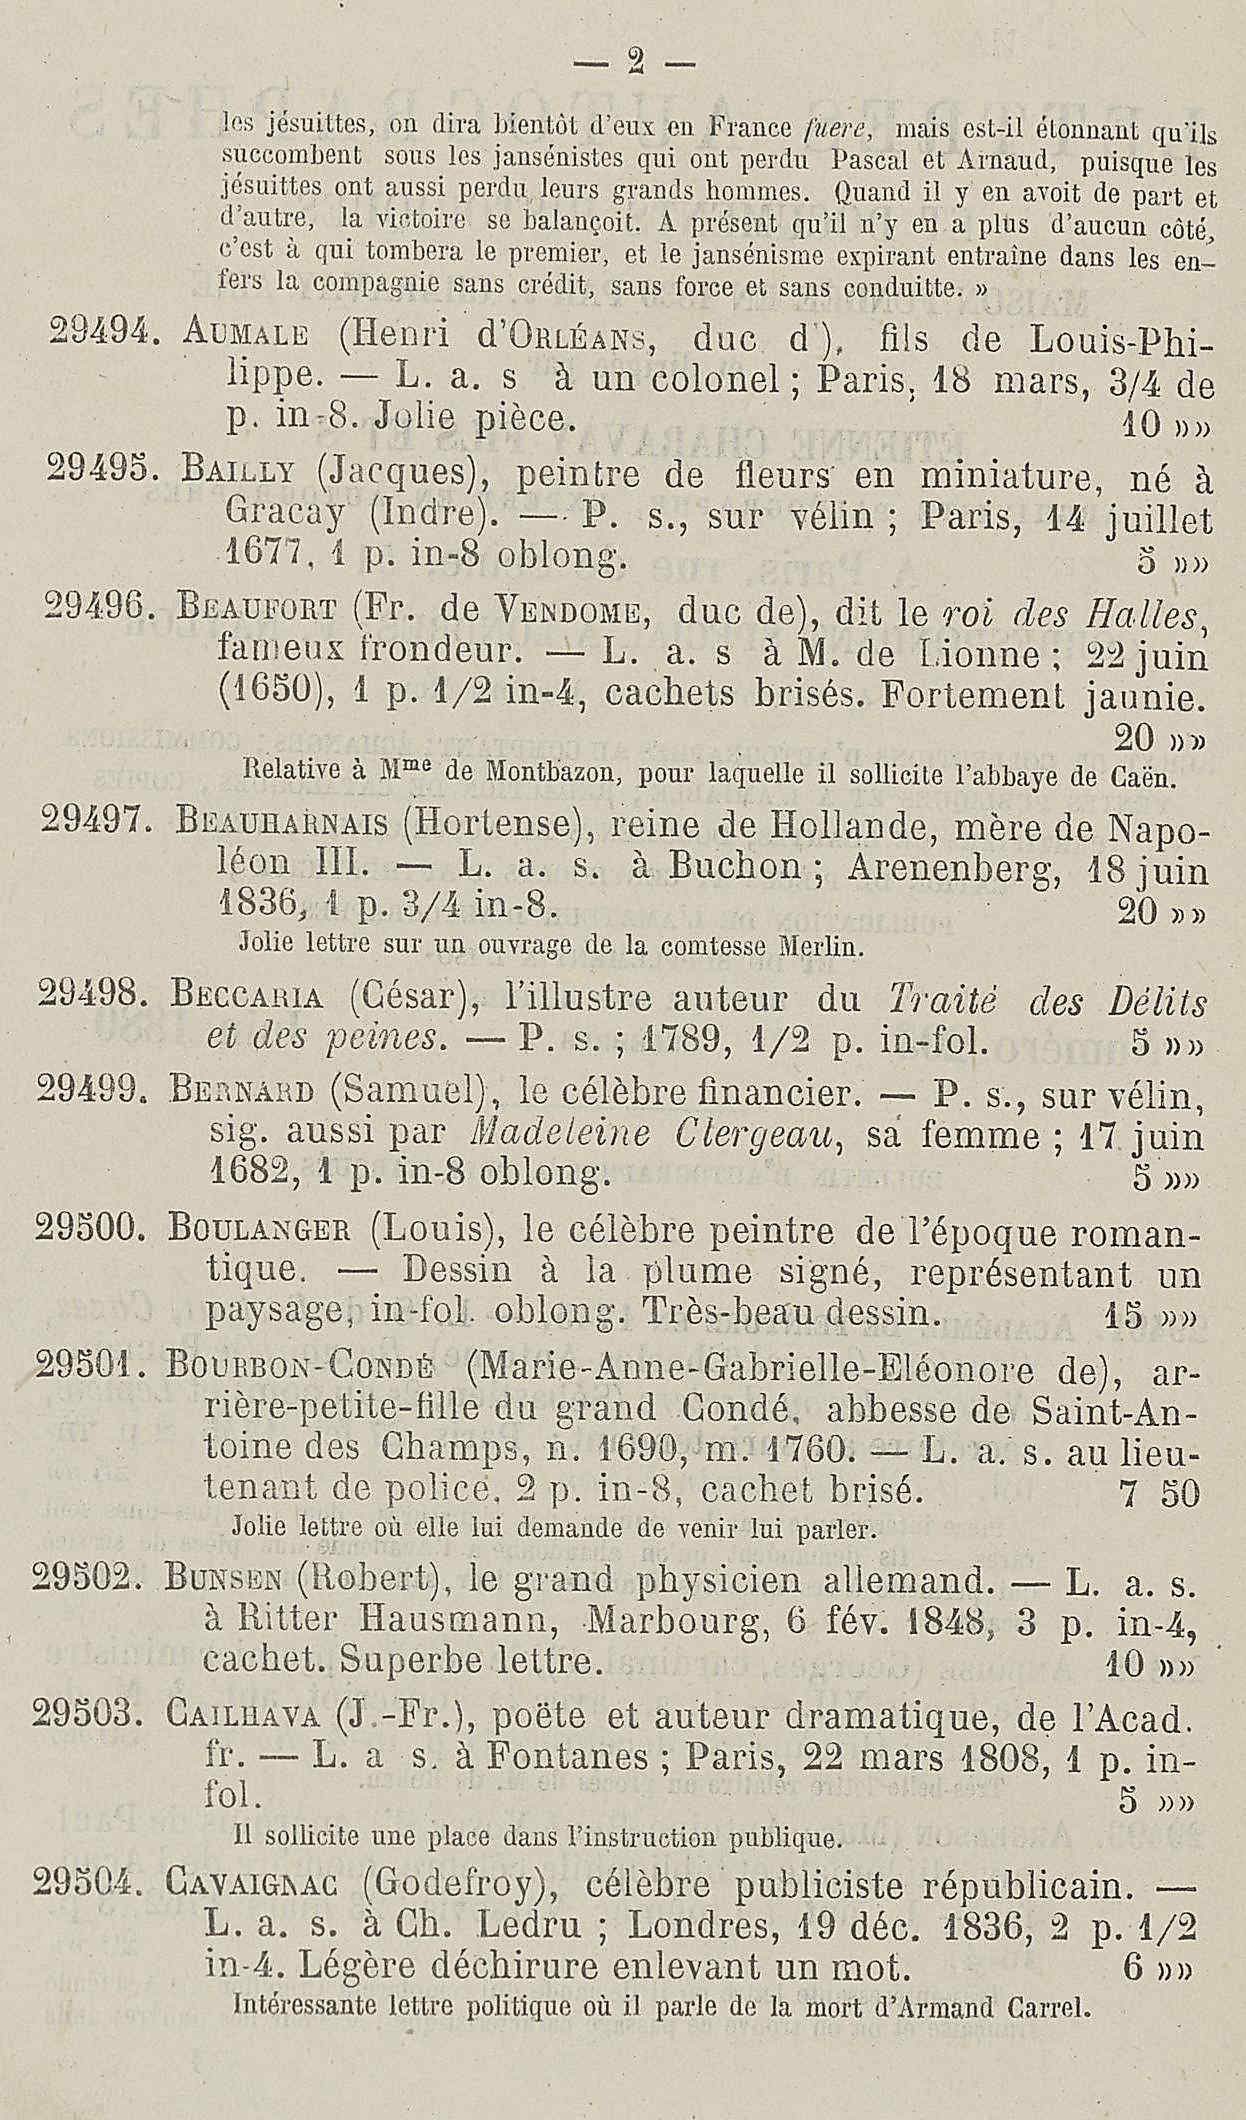 — 2 —
les jésuittes, on dira bientôt d'eux en France fuere, mais est-il étonnant qu'ils
succombent sous les jansénistes qui ont perdu Pascal et Arnaud, puisque les
jésuittes ont aussi perdu leurs grands hommes. Quand il y en avoit de part et
d'autre, la victoire se balançoit. A présent qu'il n'y en a plus d'aucun côté,
c'est à qui tombera le premier, et le jansénisme expirant entraîne dans les en-
fers la compagnie sans crédit, sans force et sans conduitte. »
29494. AUMALE (Henri d'ORLÉANS, duc d'), fils de Louis-Phi-
lippe. — L. a. s à un colonel ; Paris, 18 mars, 3/4 de
p. in-8. Jolie pièce. 10 »»
29495. BAILLY (Jacques), peintre de fleurs en miniature, né à
Gracay (Indre). — P. s., sur vélin ; Paris, 14 juillet
1677, 1 p. in-8 oblong. 5 »»
29496. BEAUFORT (Fr. de VENDOME, duc de), dit le roi des Halles,
fameux frondeur. — L. a. s à M. de Lionne ; 22 juin
(1650), 1 p. 1/2 in-4, cachets brisés. Fortement jaunie.
20 »»
Relative à Mme de Montbazon, pour laquelle il sollicite l'abbaye de Caën.
29497. BEAUHARNAIS (Hortense), reine de Hollande, mère de Napo-
léon III. — L. a. s. à Buchon ; Arenenberg, 18 juin
1836, 1 p. 3/4 in-8. 20 »»
Jolie lettre sur un ouvrage de la comtesse Merlin.
29498. BECCARIA (César), l'illustre auteur du Traité des Délits
et des peines. — P. s. ; 1789, 1/2 p. in-fol. 5 »»
29499. BERNARD (Samuel), le célèbre financier. — P. s., sur vélin,
sig. aussi par Madeleine Clergeau, sa femme ; 17 juin
1682, 1 p. in-8 oblong. 5 »»
29500. BOULANGER (Louis), le célèbre peintre de l'époque roman-
tique. — Dessin à la plume signé, représentant un
paysage, in-fol. oblong. Très-beau dessin. 15 »»
29501. BOURBON-CONDÉ (Marie-Anne-Gabrielle-Eléonore de), ar-
rière-petite-fille du grand Condé, abbesse de Saint-An-
toine des Champs, n. 1690, m. 1760. — L. a. s. au lieu-
tenant de police, 2 p. in-8, cachet brisé. 7 50
Jolie lettre où elle lui demande de venir lui parler.
29502. BUNSEN (Robert), le grand physicien allemand. — L. a. s.
à Ritter Hausmann, Marbourg, 6 fév. 1848, 3 p. in-4,
cachet. Superbe lettre. 10 »»
29503. CAILHAVA (J.-Fr.), poëte et auteur dramatique, de l'Acad.
fr. — L. a s. à Fontanes ; Paris, 22 mars 1808, 1 p. in-
fol. 5 »»
Il sollicite une place dans l'instruction publique.
29504. CAVAIGNAC (Godefroy), célèbre publiciste républicain. —
L. a. s. à Ch. Ledru ; Londres, 19 déc. 1836, 2 p. 1/2
in-4. Légère déchirure enlevant un mot. 6 »»
Intéressante lettre politique où il parle de la mort d'Armand Carrel.